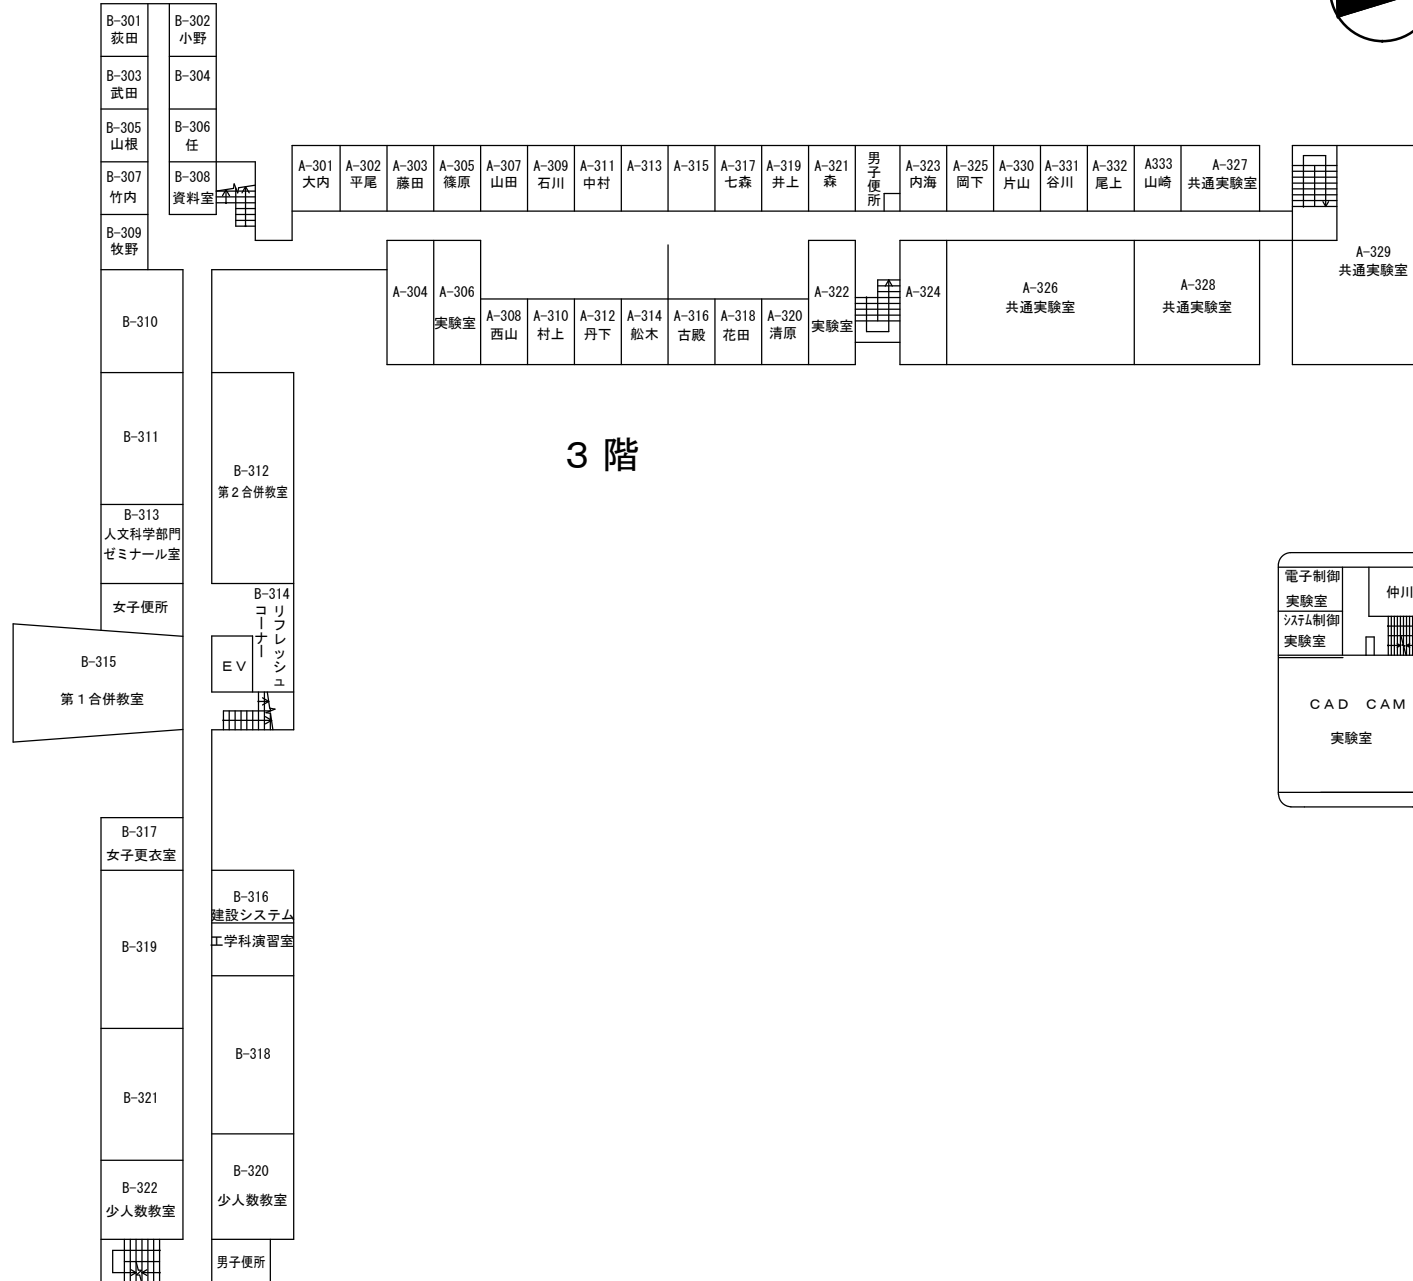 B-301
荻田
B-302
小野
B-303
武田
B-304
B-305
山根
B-306
任
B-307
竹内
B-308
資料室
B-309
牧野
A-301
大内
A-302
平尾
A-303
藤田
A-305
篠原
A-307
山田
A-309
石川
A-311
中村
A-313
A-315
A-317
七森
A-319
井上
A-321
森
男子便所
A-323
内海
A-325
岡下
A-330
片山
A-331
谷川
A-332
尾上
A333
山崎
A-327
共通実験室
A-304
A-306
実験室
A-308
西山
A-310
村上
A-312
丹下
A-314
舩木
A-316
古殿
A-318
花田
A-320
清原
A-322
実験室
A-324
A-326
共通実験室
A-328
共通実験室
A-329
共通実験室
3 階
B-310
B-311
B-312
第２合併教室
B-313
人文科学部門
ゼミナール室
女子便所
B-314
リフレッシュ
コーナー
ＥＶ
B-315
第１合併教室
電子制御
実験室
仲川
システム制御
実験室
ＣＡＤ　ＣＡＭ
実験室
B-317
女子更衣室
B-316
建設システム
工学科演習室
B-319
B-318
B-321
B-320
少人数教室
B-322
少人数教室
男子便所